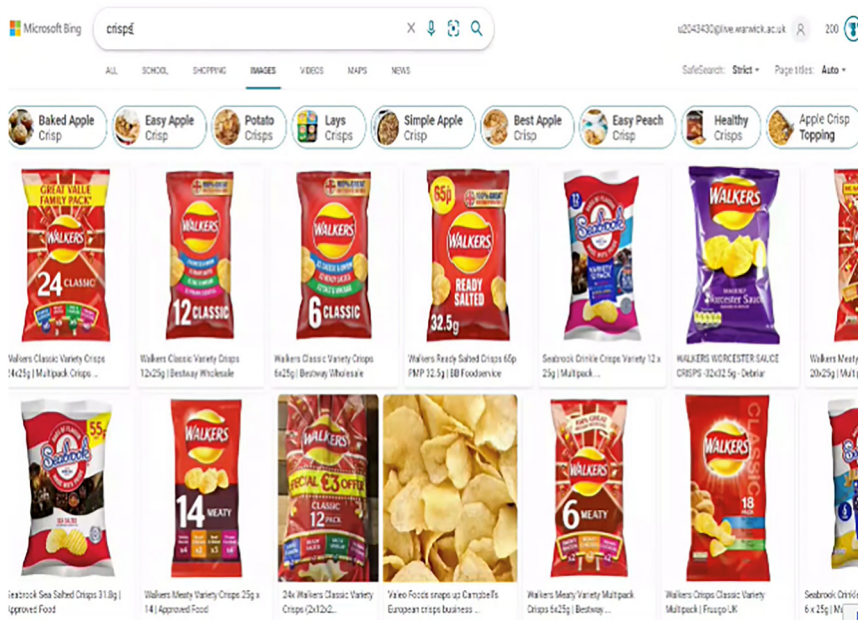 Microsoft Bing
crisps
u2043430@live.warwick.ac.uk
200
ALL SCHOOL SHOPPING IMAGES VIDEOS MAPS NEWS
SafeSearch: Strict Page titles: Auto
Baked Apple
Crisp
Easy Apple
Crisp
Potato
Crisps
Lays
Crisps
Simple Apple
Crisp
Best Apple
Crisp
Easy Peach
Crisp
Healthy
Crisps
Apple Crisp
Topping
GREAT VALUE
FAMILY PACK*
WALKERS
24 CLASSIC
WALKERS
12 CLASSIC
WALKERS
6 CLASSIC
65p
WALKERS
READY
SALTED
32.5g
Seabrook
VARIETY
12 PACK
WALKERS
Worcester Sauce
Walkers Classic Variety Crisps
24x25g | Multipack Crisps ...
Walkers Classic Variety Crisps
12x25g | Bestway Wholesale
Walkers Classic Variety Crisps
6x25g | Bestway Wholesale
Walkers Ready Salted Crisps 65p
PMP 32.5g | BB Foodservice
Seabrook Crinkle Crisps Variety 12 x
25g | Multipack ...
WALKERS WORCESTER SAUCE
CRISPS -32x32.5g - Debriar
Walkers Meaty
20x25g | Mult
Seabrook
55p
SEA SALTED
WALKERS
14 MEATY
WALKERS
SPECIAL €3 OFFER
CLASSIC
12 PACK
WALKERS
6 MEATY
WALKERS
CLASSIC
18
PACK
Seabrook Sea Salted Crisps 31.8g |
Approved Food
Walkers Meaty Variety Crisps 25g x
14 | Approved Food
24x Walkers Classic Variety
Crisps (2x12x2...
Valeo Foods snaps up Campbell's
European crisps business ...
Walkers Meaty Variety Multipack
Crisps 6x25g | Bestway ...
Walkers Crisps Classic Variety
Multipack | Fruugo UK
Seabrook Crinkle
6 x 25g | Mu